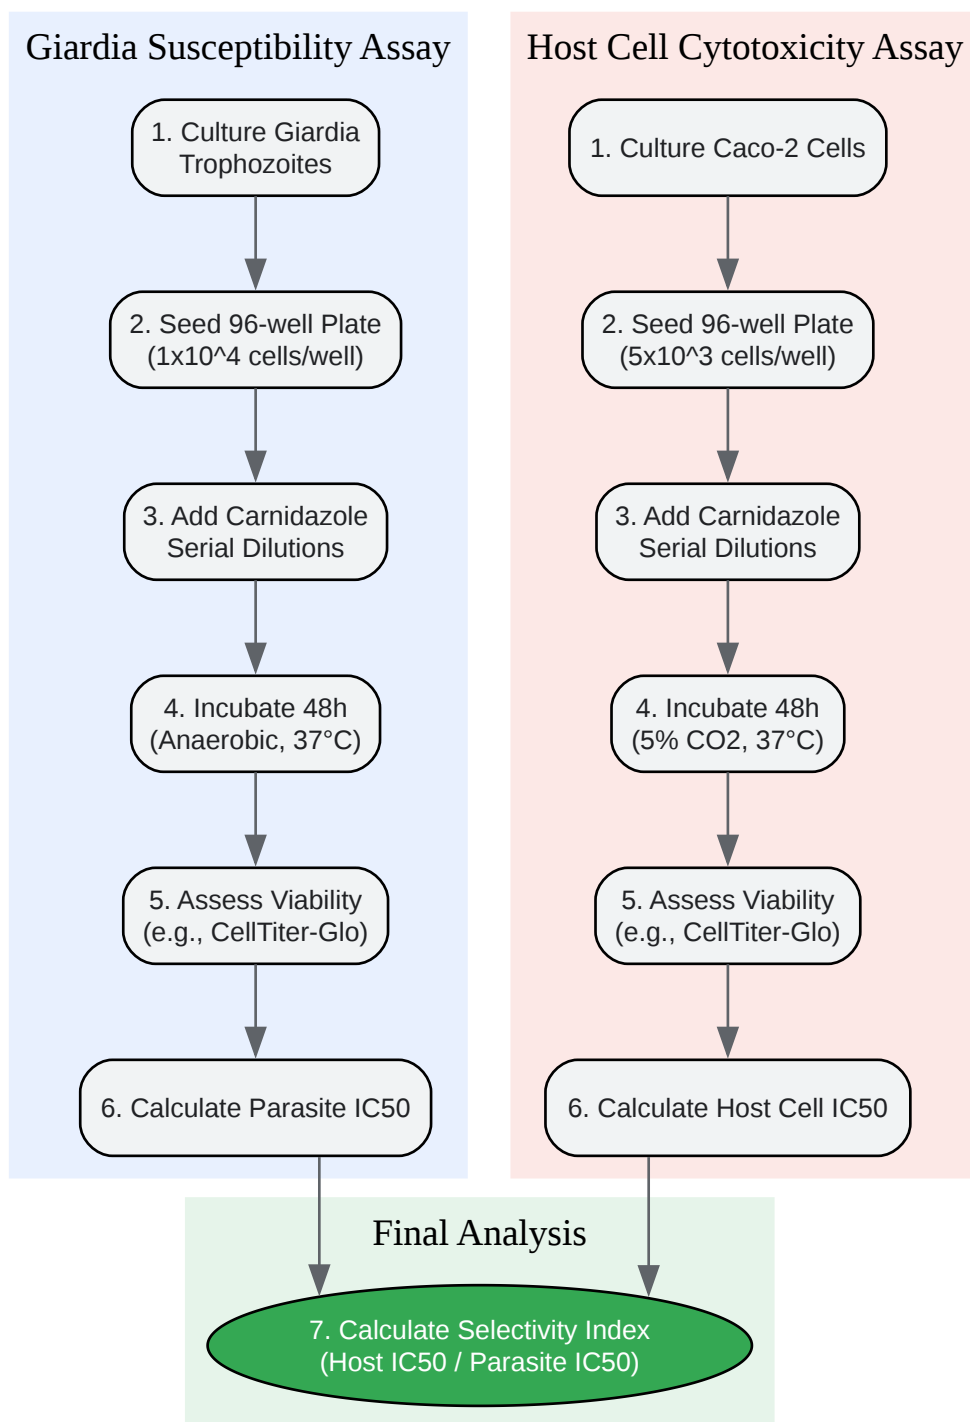 Giardia Susceptibility Assay
1. Culture Giardia
Trophozoites
2. Seed 96-well Plate
(1x10^4 cells/well)
3. Add Carnidazole
Serial Dilutions
4. Incubate 48h
(Anaerobic, 37°C)
5. Assess Viability
(e.g., CellTiter-Glo)
6. Calculate Parasite IC50
Host Cell Cytotoxicity Assay
1. Culture Caco-2 Cells
2. Seed 96-well Plate
(5x10^3 cells/well)
3. Add Carnidazole
Serial Dilutions
4. Incubate 48h
(5% CO2, 37°C)
5. Assess Viability
(e.g., CellTiter-Glo)
6. Calculate Host Cell IC50
Final Analysis
7. Calculate Selectivity Index
(Host IC50 / Parasite IC50)